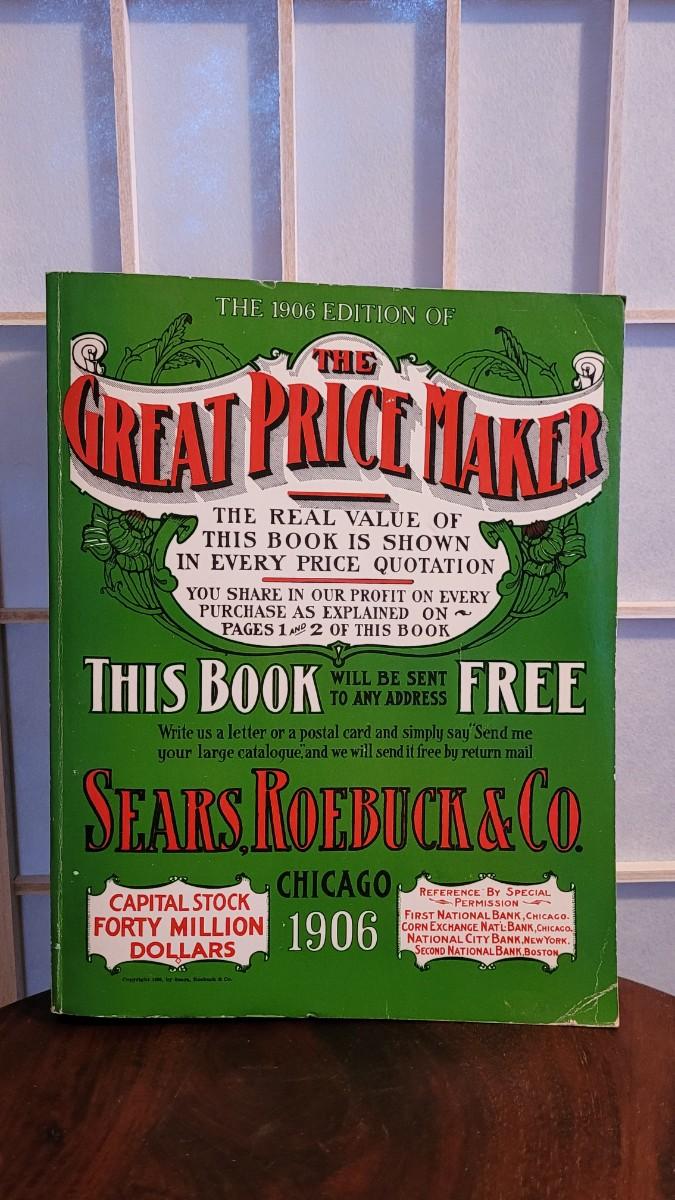 THE 1906 EDITION OF
THE
GREAT PRICE MAKER
THE REAL VALUE OF
THIS BOOK IS SHOWN
IN EVERY PRICE QUOTATION
YOU SHARE IN OUR PROFIT ON EVERY
PURCHASE AS EXPLAINED ON ~
PAGES 1 AND 2 OF THIS BOOK
THIS BOOK WILL BE SENT TO ANY ADDRESS FREE
Write us a letter or a postal card and simply say "Send me
your large catalogue," and we will send it free by return mail
SEARS, ROEBUCK & CO.
CHICAGO
1906
CAPITAL STOCK
FORTY MILLION
DOLLARS
REFERENCE BY SPECIAL
PERMISSION
FIRST NATIONAL BANK, CHICAGO.
CORN EXCHANGE NAT'L BANK, CHICAGO.
NATIONAL CITY BANK, NEW YORK.
SECOND NATIONAL BANK, BOSTON
Copyright by Sears, Roebuck & Co.